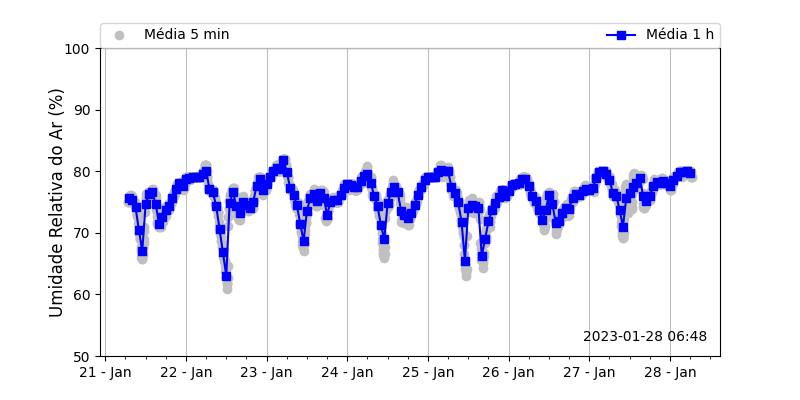 Média 5 min
Média 1 h
Umidade Relativa do Ar (%)
100
90
80
70
60
50
2023-01-28 06:48
21 - Jan
22 - Jan
23 - Jan
24 - Jan
25 - Jan
26 - Jan
27 - Jan
28 - Jan